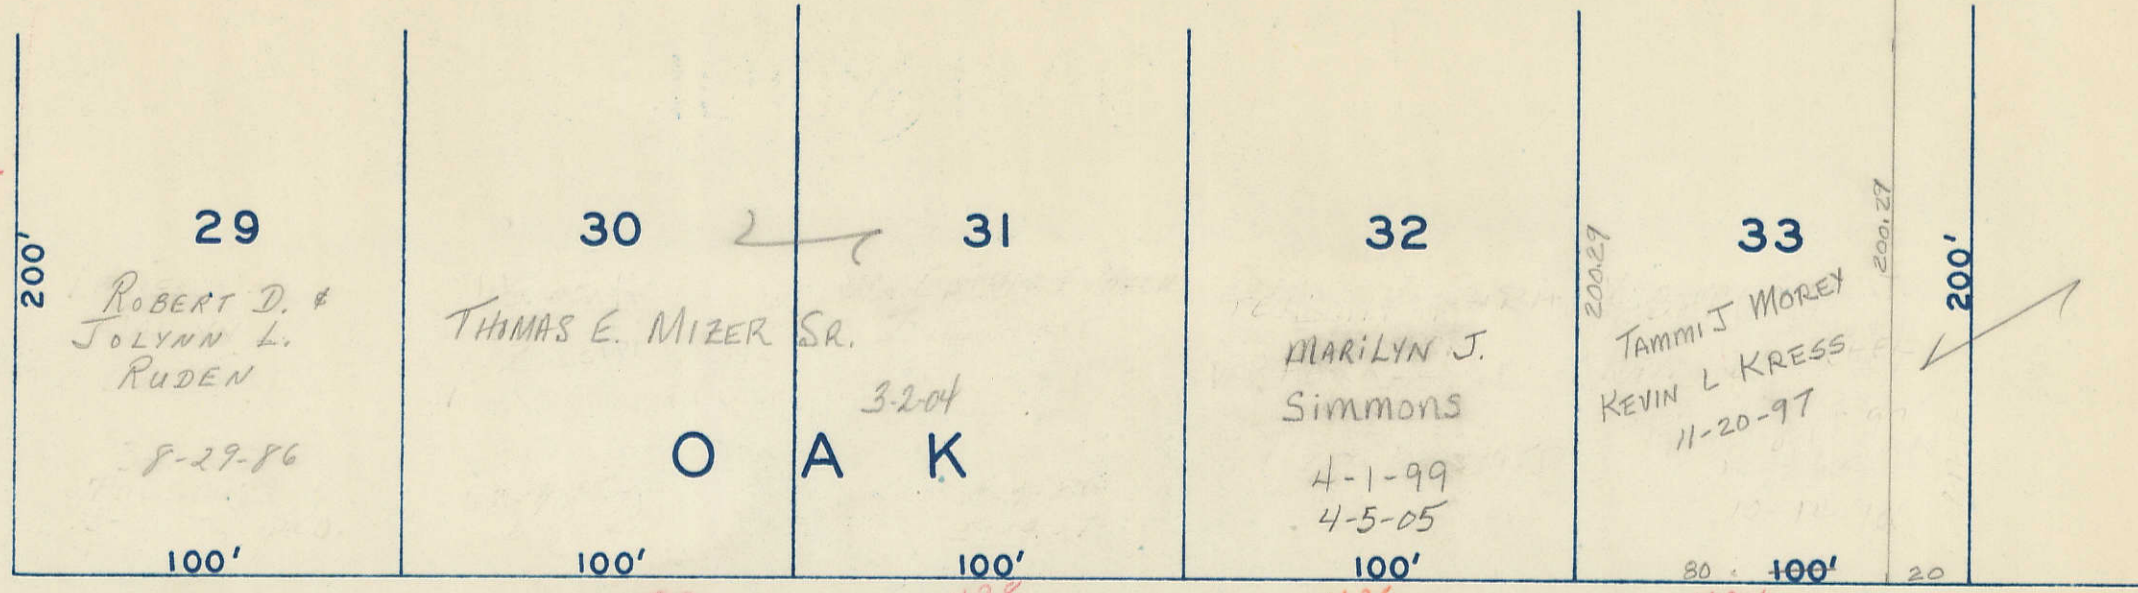 29
200'
ROBERT D. &
JOLYNN L.
RUDEN
8-29-86
100'
30
31
THOMAS E. MIZER SR.
3-2-04
OAK
100'
100'
32
MARILYN J.
Simmons
4-1-99
4-5-05
100'
33
200.29
200.29
200'
TAMMI J MOREY
KEVIN L KRESS
11-20-97
80
100'
20